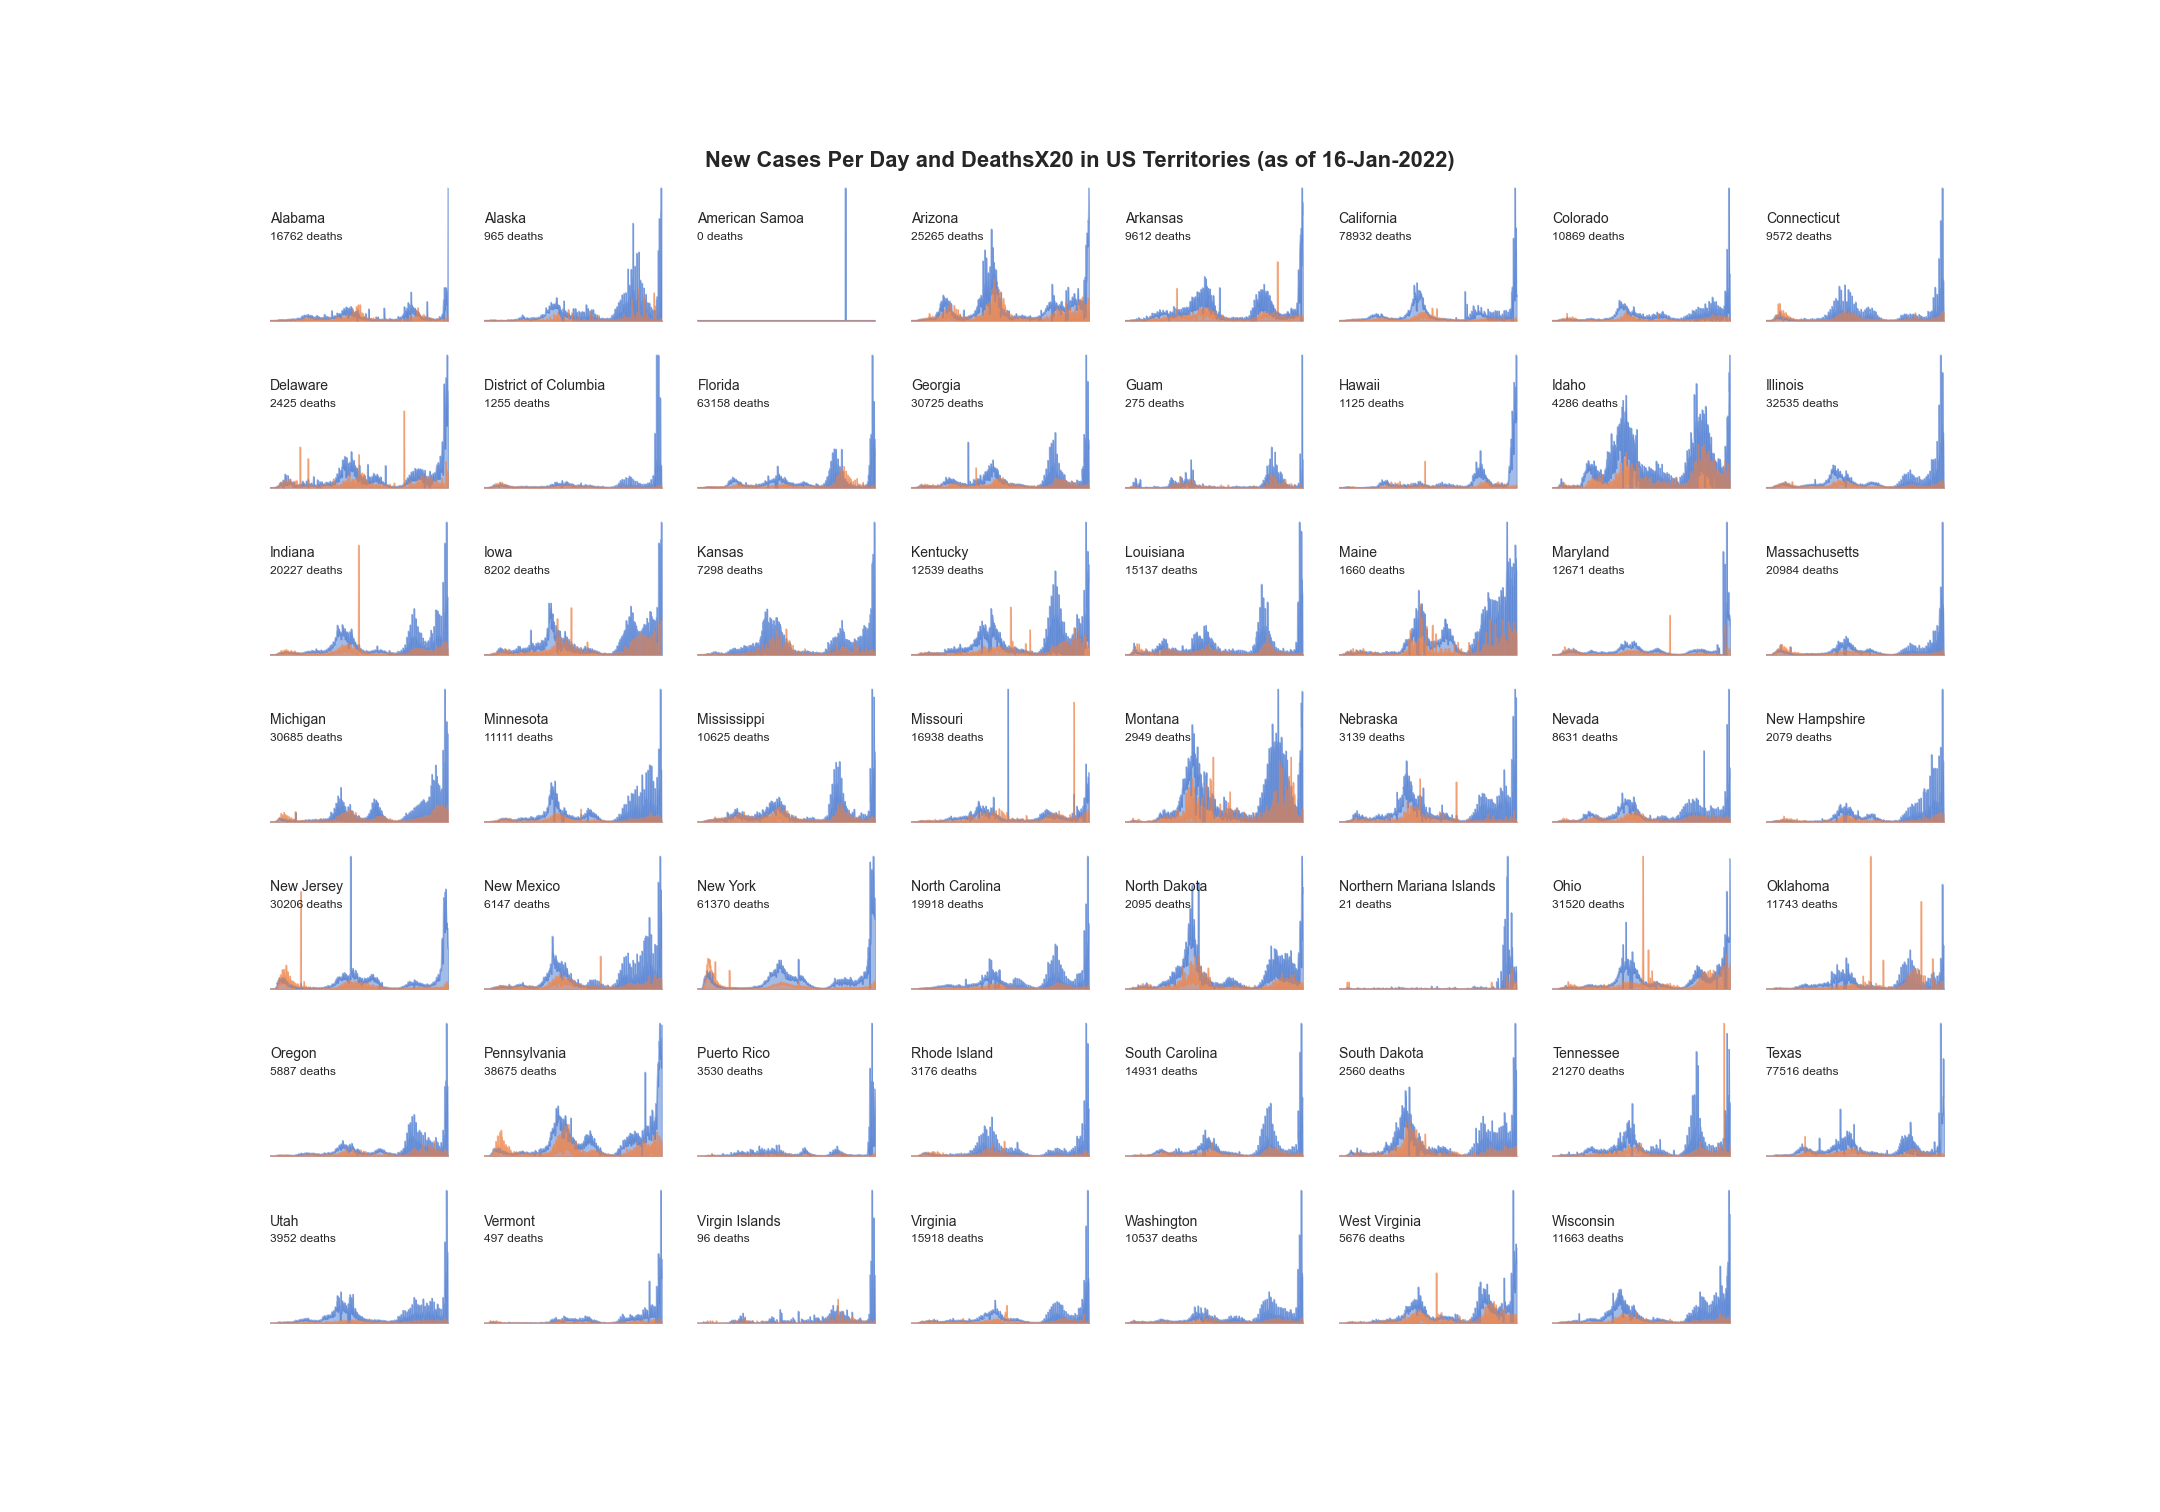 New Cases Per Day and DeathsX20 in US Territories (as of 16-Jan-2022)
Alabama
16762 deaths
Alaska
965 deaths
American Samoa
0 deaths
Arizona
25265 deaths
Arkansas
9612 deaths
California
78932 deaths
Colorado
10869 deaths
Connecticut
9572 deaths
Delaware
2425 deaths
District of Columbia
1255 deaths
Florida
63158 deaths
Georgia
30725 deaths
Guam
275 deaths
Hawaii
1125 deaths
Idaho
4286 deaths
Illinois
32535 deaths
Indiana
20227 deaths
Iowa
8202 deaths
Kansas
7298 deaths
Kentucky
12539 deaths
Louisiana
15137 deaths
Maine
1660 deaths
Maryland
12671 deaths
Massachusetts
20984 deaths
Michigan
30685 deaths
Minnesota
11111 deaths
Mississippi
10625 deaths
Missouri
16938 deaths
Montana
2949 deaths
Nebraska
3139 deaths
Nevada
8631 deaths
New Hampshire
2079 deaths
New Jersey
30206 deaths
New Mexico
6147 deaths
New York
61370 deaths
North Carolina
19918 deaths
North Dakota
2095 deaths
Northern Mariana Islands
21 deaths
Ohio
31520 deaths
Oklahoma
11743 deaths
Oregon
5887 deaths
Pennsylvania
38675 deaths
Puerto Rico
3530 deaths
Rhode Island
3176 deaths
South Carolina
14931 deaths
South Dakota
2560 deaths
Tennessee
21270 deaths
Texas
77516 deaths
Utah
3952 deaths
Vermont
497 deaths
Virgin Islands
96 deaths
Virginia
15918 deaths
Washington
10537 deaths
West Virginia
5676 deaths
Wisconsin
11663 deaths